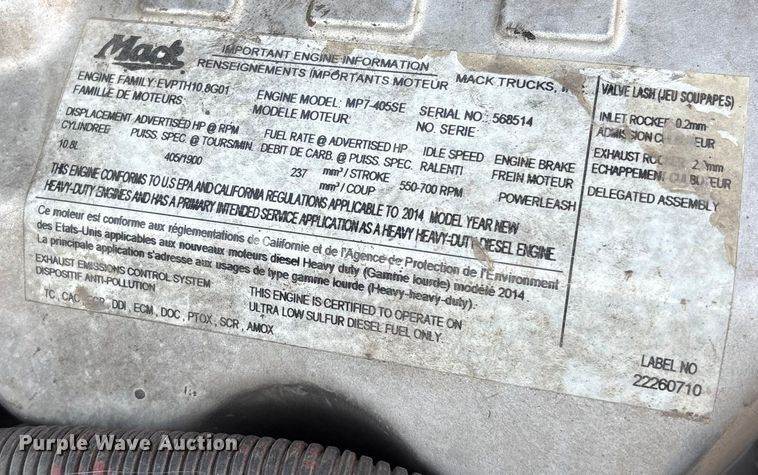 Mack
IMPORTANT ENGINE INFORMATION
RENSEIGNEMENTS IMPORTANTS MOTEUR
MACK TRUCKS,
ENGINE FAMILY: EVPTH10.8G01
FAMILLE DE MOTEURS
ENGINE MODEL: MP7-405SE
MODELE MOTEUR:
SERIAL NO: 568514
NO. SERIE:
DISPLACEMENT
CYLINDREE
10.8L
ADVERTISED HP @ RPM
PUISS SPEC. @ TOURS/MIN.
405/1900
FUEL RATE @ ADVERTISED HP
DEBIT DE CARB. @ PUISS. SPEC.
237 mm³ / STROKE
mm³ / COUP
IDLE SPEED
RALENTI
550-700 RPM
ENGINE BRAKE
FREIN MOTEUR
POWERLEASH
THIS ENGINE CONFORMS TO U.S EPA AND CALIFORNIA REGULATIONS APPLICABLE TO 2014 MODEL YEAR NEW
HEAVY-DUTY ENGINES AND HAS A PRIMARY INTENDED SERVICE APPLICATION AS A HEAVY HEAVY-DUTY DIESEL ENGINE
Ce moteur est conforme aux réglementations de Californie et de l'Agence de Protection de l'Environment
des Etats-Unis applicables aux nouveaux moteurs diesel Heavy duty (Gamme lourde) modélé 2014
La principale application s'adresse aux usages de type gamme lourde (Heavy-heavy-duty).
EXHAUST EMISSIONS CONTROL SYSTEM
DISPOSITIF ANTI-POLLUTION
TC, CAC, EGR, DDI, ECM, DOC, PTOX, SCR, AMOX
THIS ENGINE IS CERTIFIED TO OPERATE ON
ULTRA LOW SULFUR DIESEL FUEL ONLY.
VALVE LASH (JEU SOUPAPES)
INLET ROCKER 0.2mm
ADMISION
EXHAUST ROCKER
ECHAPPEMENT CULBUTEUR
DELEGATED ASSEMBLY
LABEL NO
22260710
Purple Wave Auction